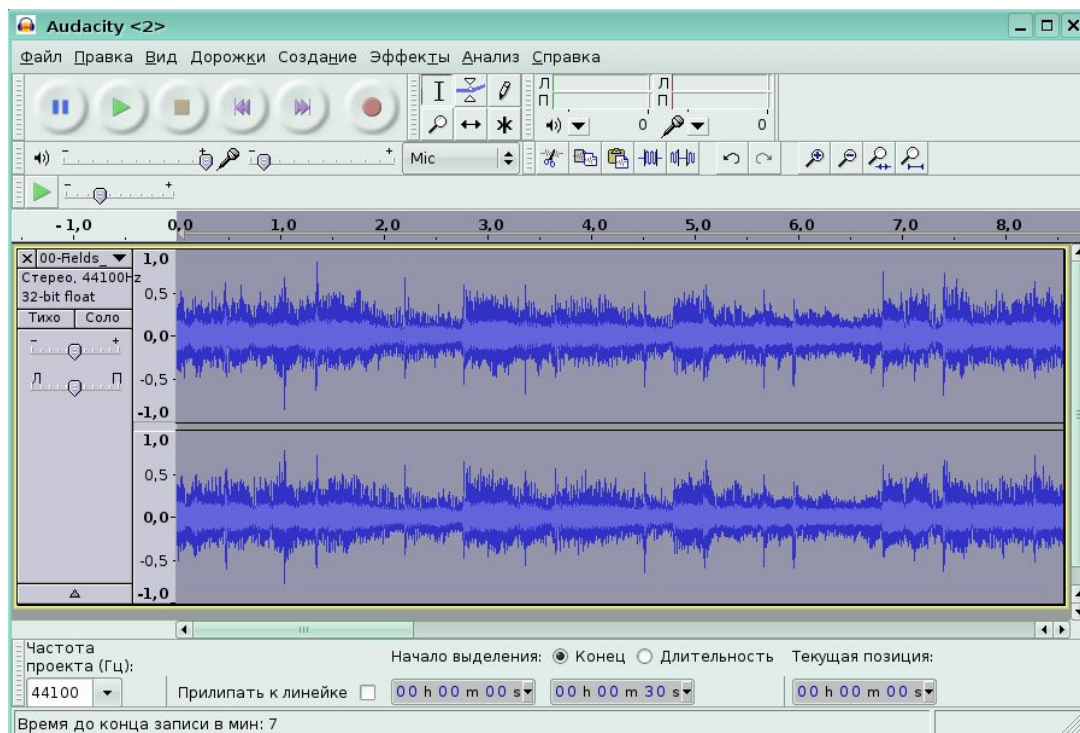 Audacity <2>
Файл Правка Вид Дорожки Создание Эффекты Анализ Справка
Л
П
0
Л
П
0
- + - + Mic
- +
- 1,0 0,0 1,0 2,0 3,0 4,0 5,0 6,0 7,0 8,0
00-Fields_
Стерео, 44100Hz
32-bit float
Тихо Соло
- +
Л П
1,0
0,5
0,0
-0,5
-1,0
1,0
0,5
0,0
-0,5
-1,0
Частота
проекта (Гц):
44100
Начало выделения: Конец Длительность Текущая позиция:
Прилипать к линейке 00 h 00 m 00 s 00 h 00 m 30 s 00 h 00 m 00 s
Время до конца записи в мин: 7